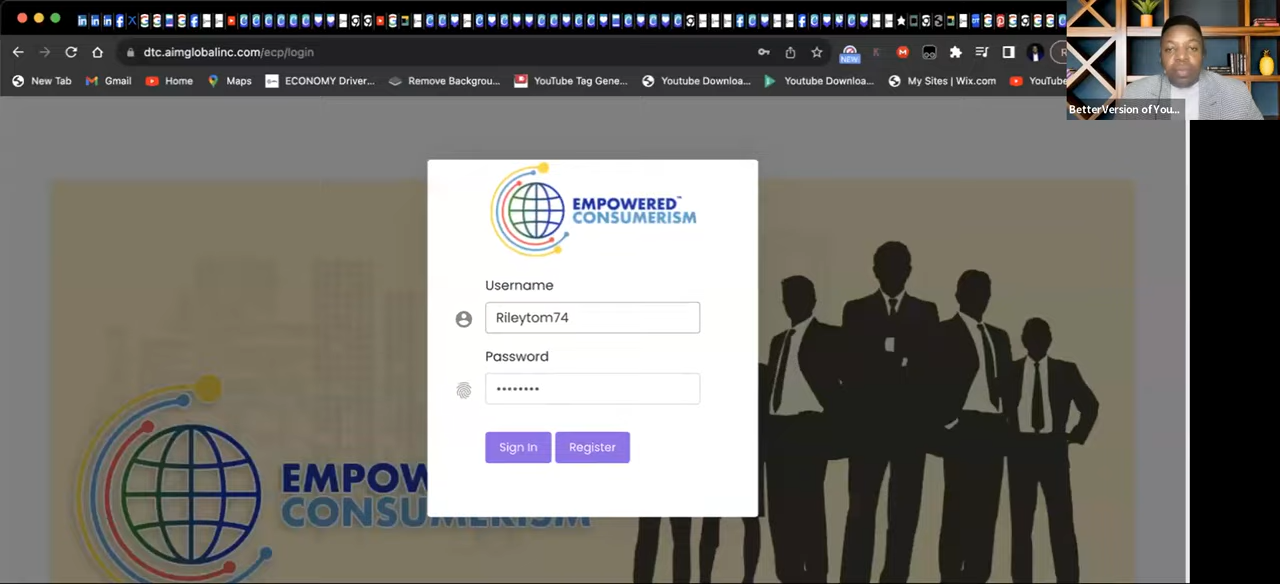 dtc.aimglobalinc.com/ecp/login
NEW
New Tab
Gmail
Home
Maps
ECONOMY Driver...
Remove Backgrou...
YouTube Tag Gene...
Youtube Downloa...
Youtube Downloa...
My Sites | Wix.com
YouTube
BetterVersion of You...
EMPOWERED™
CONSUMERISM
Username
Rileytom74
Password
••••••••
Sign In
Register
EMPOW
CONSUMERISM